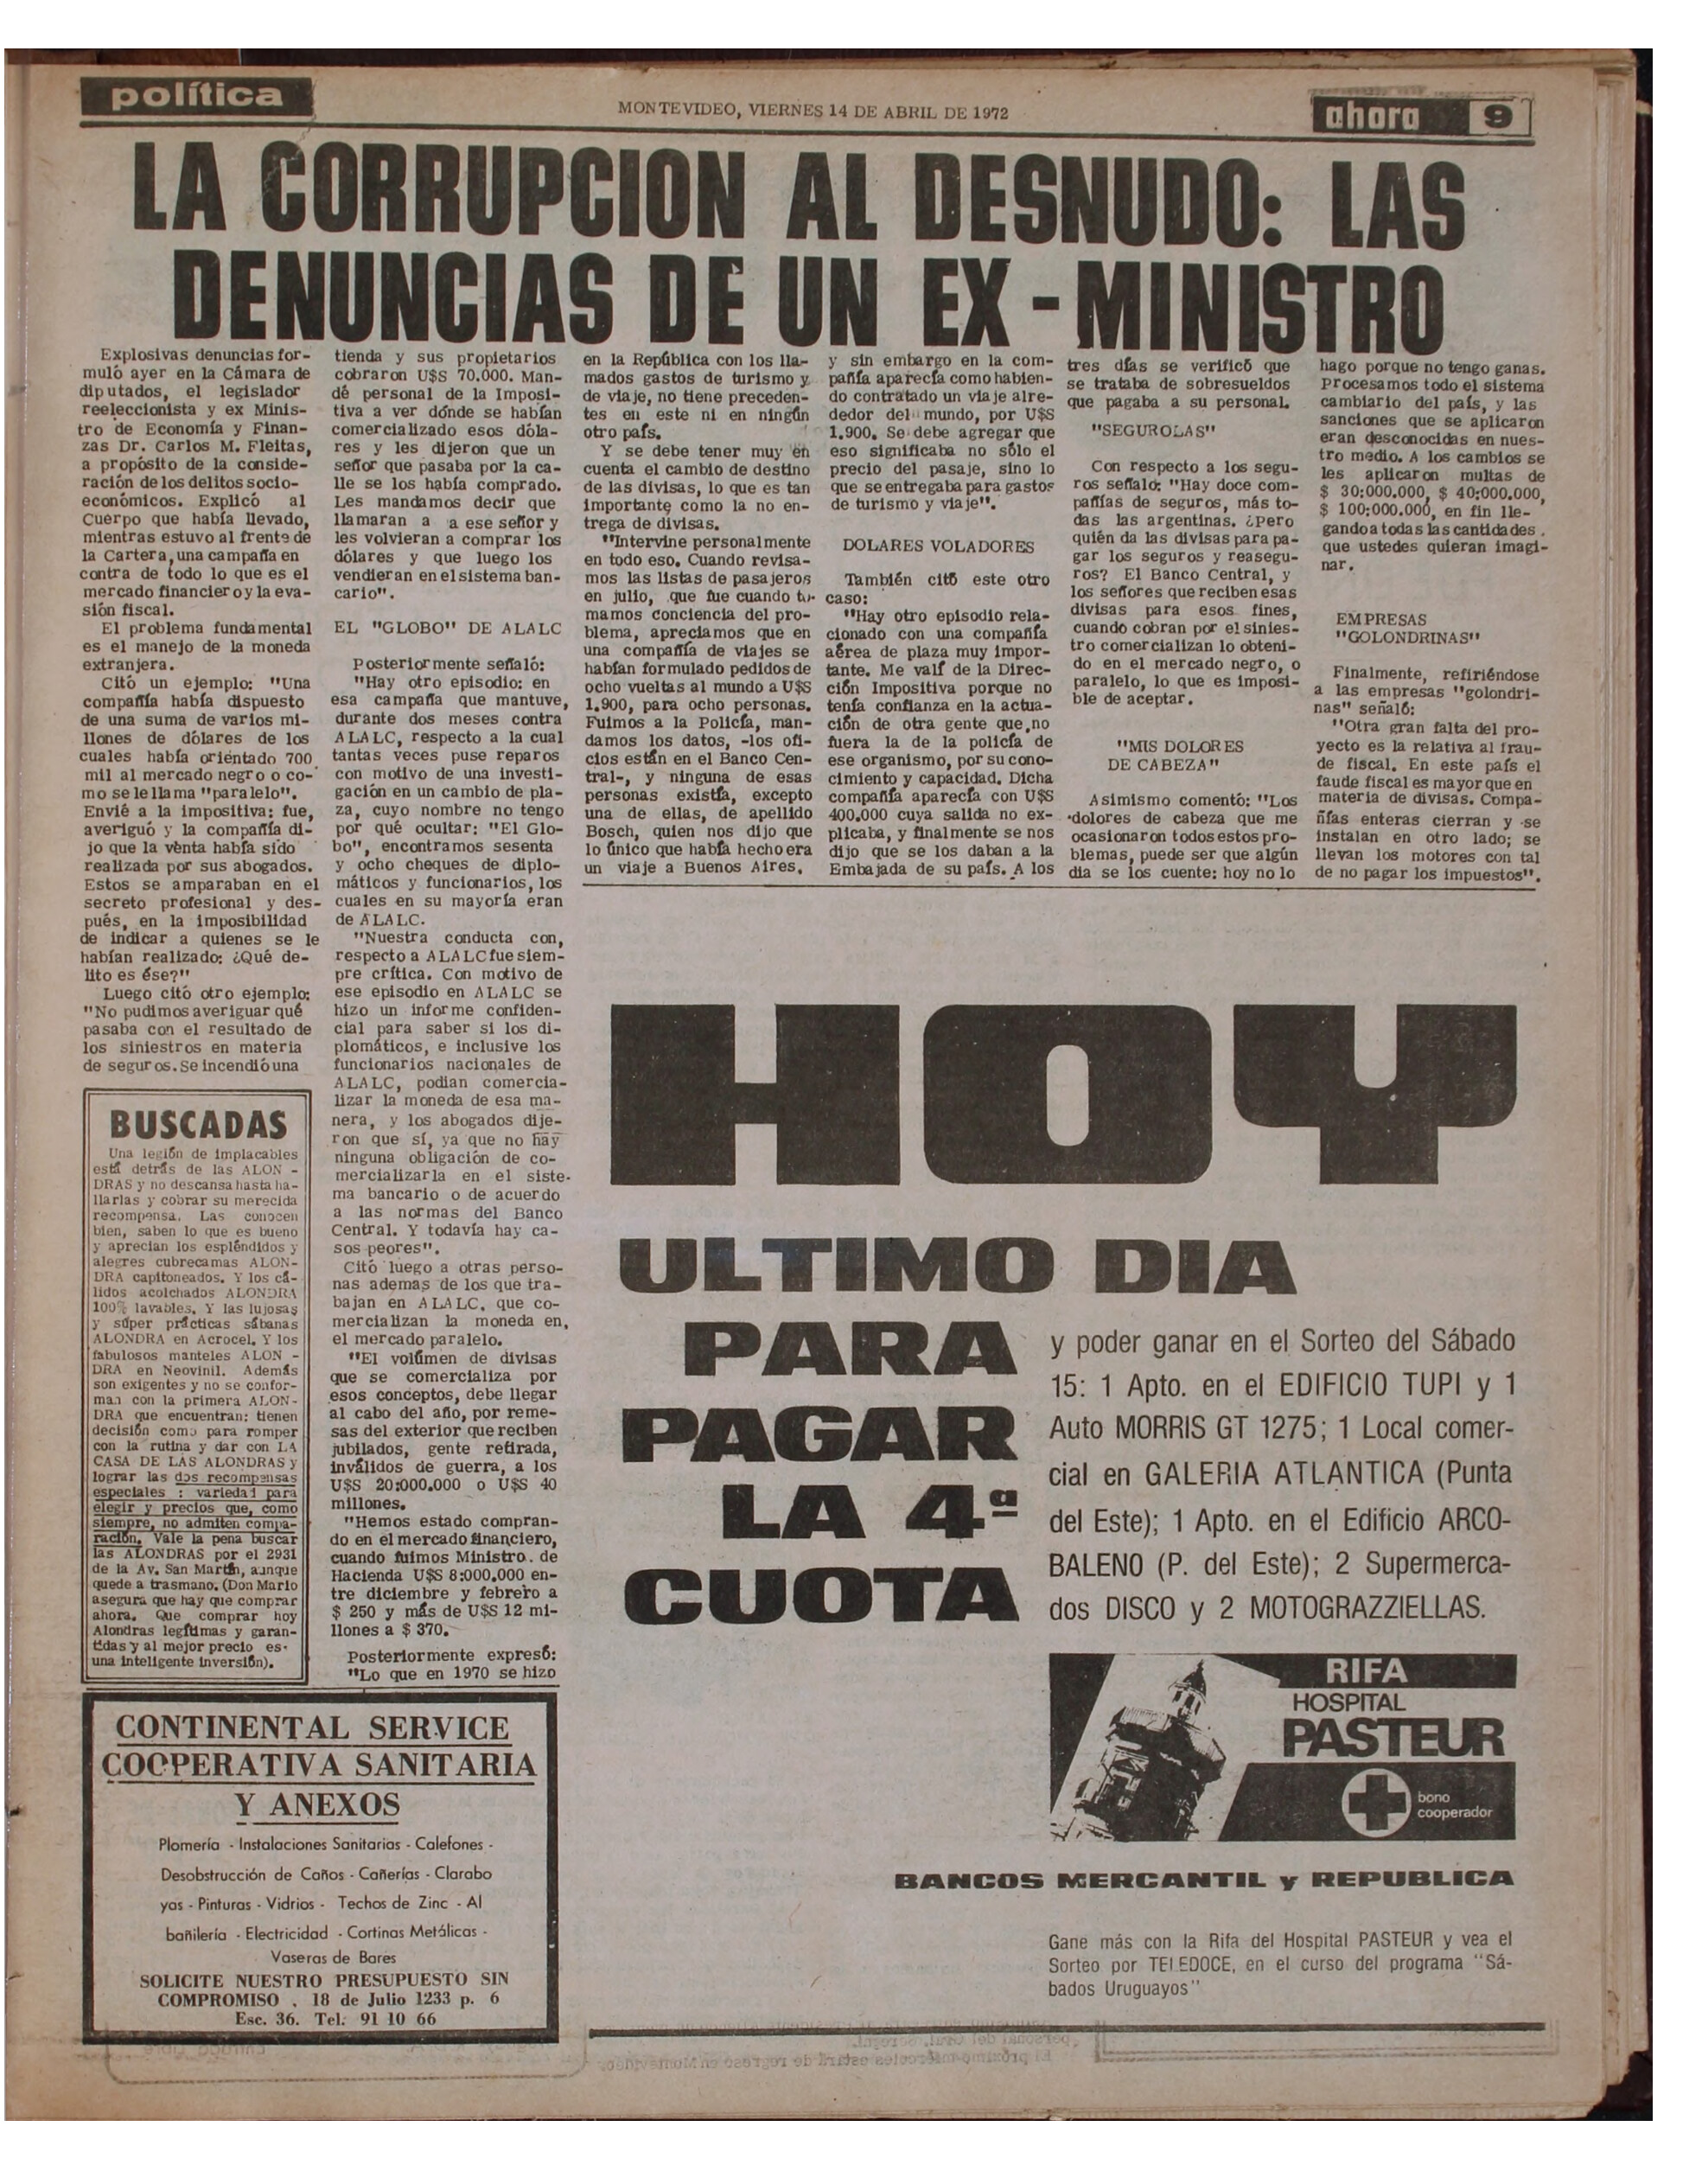 política
MONTEVIDEO, VIERNES 14 DE ABRIL DE 1972
ahora 9
LA CORRUPCION AL DESNUDO: LAS
DENUNCIAS DE UN EX - MINISTRO
Explosivas denuncias for-
muló ayer en la Cámara de
diputados, el legislador
reeleccionista y ex Minis-
tro de Economía y Finan-
zas Dr. Carlos M. Fleitas,
a propósito de la conside-
ración de los delitos socio-
económicos. Explicó al
Cuerpo que había llevado,
mientras estuvo al frente de
la Cartera, una campaña en
contra de todo lo que es el
mercado financiero y la eva-
sión fiscal.
El problema fundamental
es el manejo de la moneda
extranjera.
Citó un ejemplo: "Una
compañía había dispuesto
de una suma de varios mi-
llones de dólares de los
cuales había orientado 700
mil al mercado negro o co-
mo se le llama "paralelo".
Envié a la impositiva: fue,
averiguó y la compañía di-
jo que la venta había sido
realizada por sus abogados.
Estos se amparaban en el
secreto profesional y des-
pués, en la imposibilidad
de indicar a quienes se le
habían realizado: ¿Qué de-
lito es ése?"
Luego citó otro ejemplo:
"No pudimos averiguar qué
pasaba con el resultado de
los siniestros en materia
de seguros. Se incendió una
tienda y sus propietarios
cobraron U$S 70.000. Man-
dé personal de la Imposi-
tiva a ver dónde se habían
comercializado esos dóla-
res y les dijeron que un
señor que pasaba por la ca-
lle se los había comprado.
Les mandamos decir que
llamaran a a ese señor y
les volvieran a comprar los
dólares y que luego los
vendieran en el sistema ban-
cario".
EL "GLOBO" DE ALALC
Posteriormente señaló:
"Hay otro episodio: en
esa campaña que mantuve,
durante dos meses contra
ALALC, respecto a la cual
tantas veces puse reparos
con motivo de una investi-
gación en un cambio de pla-
za, cuyo nombre no tengo
por qué ocultar: "El Glo-
bo", encontramos sesenta
y ocho cheques de diplo-
máticos y funcionarios, los
cuales en su mayoría eran
de ALALC.
"Nuestra conducta con,
respecto a ALALC fue siem-
pre crítica. Con motivo de
ese episodio en ALALC se
hizo un informe confiden-
cial para saber si los di-
plomáticos, e inclusive los
funcionarios nacionales de
ALALC, podían comercia-
lizar la moneda de esa ma-
nera, y los abogados dije-
ron que sí, ya que no hay
ninguna obligación de co-
mercializarla en el siste-
ma bancario o de acuerdo
a las normas del Banco
Central. Y todavía hay ca-
sos peores".
Citó luego a otras perso-
nas ademas de los que tra-
bajan en ALALC, que co-
mercializan la moneda en,
el mercado paralelo.
"El volúmen de divisas
que se comercializa por
esos conceptos, debe llegar
al cabo del año, por reme-
sas del exterior que reciben
jubilados, gente retirada,
inválidos de guerra, a los
U$S 20:000.000 o U$S 40
millones.
"Hemos estado compran-
do en el mercado financiero,
cuando fuimos Ministro. de
Hacienda U$S 8:000.000 en-
tre diciembre y febrero a
$ 250 y más de U$S 12 mi-
llones a $ 370.
Posteriormente expresó:
"Lo que en 1970 se hizo
en la República con los lla-
mados gastos de turismo y
de viaje, no tiene preceden-
tes en este ni en ningún
otro país.
Y se debe tener muy en
cuenta el cambio de destino
de las divisas, lo que es tan
importante como la no en-
trega de divisas.
"Intervine personalmente
en todo eso. Cuando revisa-
mos las listas de pasajeros
en julio, que fue cuando tu-
mamos conciencia del pro-
blema, apreciamos que en
una compañía de viajes se
habían formulado pedidos de
ocho vueltas al mundo a U$S
1.900, para ocho personas.
Fuimos a la Policía, man-
damos los datos, -los ofi-
cios están en el Banco Cen-
tral-, y ninguna de esas
personas existía, excepto
una de ellas, de apellido
Bosch, quien nos dijo que
lo único que había hecho era
un viaje a Buenos Aires,
y sin embargo en la com-
pañía aparecía como habien-
do contratado un viaje alre-
dedor del mundo, por U$S
1.900. Se debe agregar que
eso significaba no sólo el
precio del pasaje, sino lo
que se entregaba para gastos
de turismo y viaje".
DOLARES VOLADORES
También citó este otro
caso:
"Hay otro episodio rela-
cionado con una compañía
aérea de plaza muy impor-
tante. Me valí de la Direc-
ción Impositiva porque no
tenía confianza en la actua-
ción de otra gente que no
fuera la de la policía de
ese organismo, por su cono-
cimiento y capacidad. Dicha
compañía aparecía con U$S
400.000 cuya salida no ex-
plicaba, y finalmente se nos
dijo que se los daban a la
Embajada de su país. A los
tres días se verificó que
se trataba de sobresueldos
que pagaba a su personal.
"SEGUROLAS"
Con respecto a los segu-
ros señaló: "Hay doce com-
pañías de seguros, más to-
das las argentinas. ¿Pero
quién da las divisas para pa-
gar los seguros y reasegu-
ros? El Banco Central, y
los señores que reciben esas
divisas para esos fines,
cuando cobran por el sinies-
tro comercializan lo obteni-
do en el mercado negro, o
paralelo, lo que es imposi-
ble de aceptar.
"MIS DOLORES
DE CABEZA"
Asimismo comentó: "Los
dolores de cabeza que me
ocasionaron todos estos pro-
blemas, puede ser que algún
día se los cuente: hoy no lo
hago porque no tengo ganas.
Procesamos todo el sistema
cambiario del país, y las
sanciones que se aplicaron
eran desconocidas en nues-
tro medio. A los cambios se
les aplicaron multas de
$ 30:000.000, $ 40:000.000,
$ 100:000.000, en fin lle-
gando a todas las cantidades
que ustedes quieran imagi-
nar.
EMPRESAS
"GOLONDRINAS"
Finalmente, refiriéndose
a las empresas "golondri-
nas" señaló:
"Otra gran falta del pro-
yecto es la relativa al frau-
de fiscal. En este país el
faude fiscal es mayor que en
materia de divisas. Compa-
ñías enteras cierran y se
instalan en otro lado; se
llevan los motores con tal
de no pagar los impuestos".
BUSCADAS
Una legión de implacables
está detrás de las ALON -
DRAS y no descansa hasta ha-
llarlas y cobrar su merecida
recompensa. Las conocen
bien, saben lo que es bueno
y aprecian los espléndidos y
alegres cubrecamas ALON-
DRA capitoneados. Y los cá-
lidos acolchados ALONDRA
100% lavables. Y las lujosas
y súper prácticas sábanas
ALONDRA en Acrocel. Y los
fabulosos manteles ALON -
DRA en Neovinil. Además
son exigentes y no se confor-
man con la primera ALON-
DRA que encuentran: tienen
decisión como para romper
con la rutina y dar con LA
CASA DE LAS ALONDRAS y
lograr las dos recompensas
especiales : variedad para
elegir y precios que, como
siempre, no admiten compa-
ración. Vale la pena buscar
las ALONDRAS por el 2931
de la Av. San Martín, aunque
quede a trasmano. (Don Mario
asegura que hay que comprar
ahora. Que comprar hoy
Alondras legítimas y garan-
tidas y al mejor precio es
una inteligente inversión).
CONTINENTAL SERVICE
COOPERATIVA SANITARIA
Y ANEXOS
Plomería - Instalaciones Sanitarias - Calefones -
Desobstrucción de Caños - Cañerías - Clarabo
yas - Pinturas - Vidrios - Techos de Zinc - Al
bañilería - Electricidad - Cortinas Metálicas -
Vaseras de Bares
SOLICITE NUESTRO PRESUPUESTO SIN
COMPROMISO . 18 de Julio 1233 p. 6
Esc. 36. Tel: 91 10 66
HOY
ULTIMO DIA
PARA
PAGAR
LA 4ª
CUOTA
y poder ganar en el Sorteo del Sábado
15: 1 Apto. en el EDIFICIO TUPI y 1
Auto MORRIS GT 1275; 1 Local comer-
cial en GALERIA ATLANTICA (Punta
del Este); 1 Apto. en el Edificio ARCO-
BALENO (P. del Este); 2 Supermerca-
dos DISCO y 2 MOTOGRAZZIELLAS.
RIFA
HOSPITAL
PASTEUR
bono
cooperador
BANCOS MERCANTIL y REPUBLICA
Gane más con la Rifa del Hospital PASTEUR y vea el
Sorteo por TELEDOCE, en el curso del programa "Sá-
bados Uruguayos"